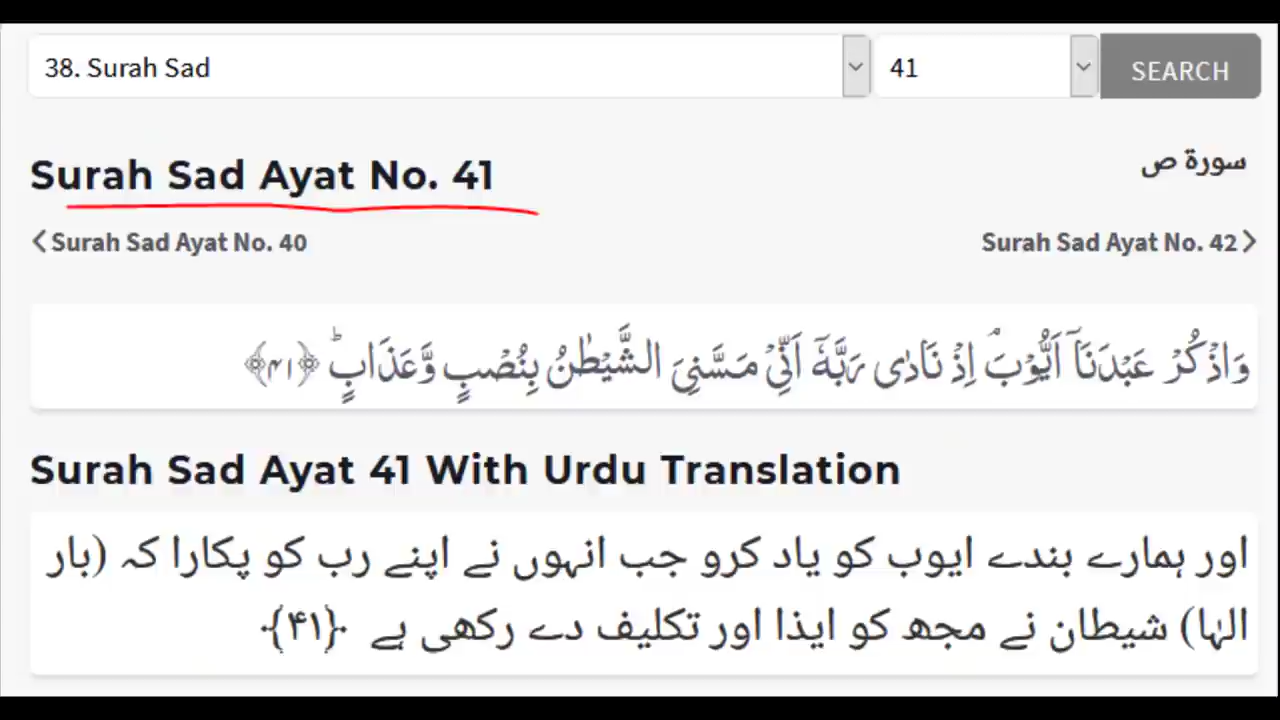 38. Surah Sad
41
SEARCH
Surah Sad Ayat No. 41
سورة ص
Surah Sad Ayat No. 40
Surah Sad Ayat No. 42
وَاذۡكُرۡ عَبۡدَنَاۤ اَيُّوۡبَۘ اِذۡ نَادٰى رَبَّهٗۤ اَنِّىۡ مَسَّنِىَ الشَّيۡطٰنُ بِنُصۡبٍ وَّعَذَابٍؕ ﴿۴۱﴾
Surah Sad Ayat 41 With Urdu Translation
اور ہمارے بندے ایوب کو یاد کرو جب انہوں نے اپنے رب کو پکارا کہ (بار
الہٰا) شیطان نے مجھ کو ایذا اور تکلیف دے رکھی ہے ﴿۴۱﴾